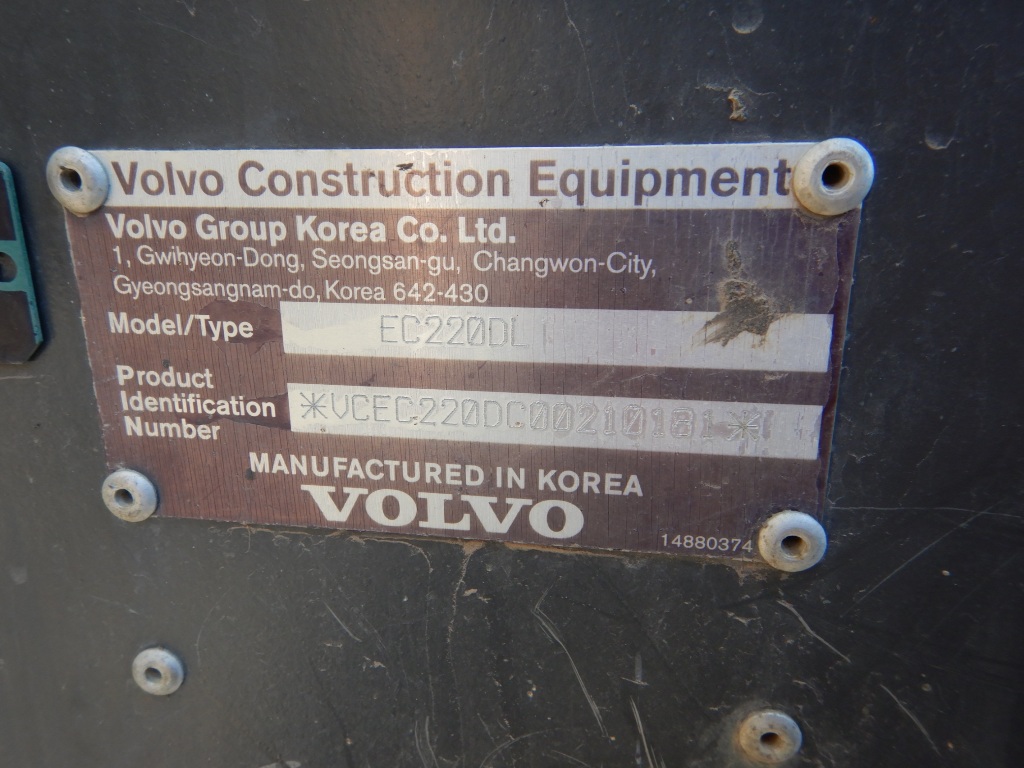 Volvo Construction Equipment
Volvo Group Korea Co. Ltd.
1, Gwihyeon-Dong, Seongsan-gu, Changwon-City,
Gyeongsangnam-do, Korea 642-430
Model/Type EC220DL
Product
Identification
Number
*VCEC220DC00210181*
MANUFACTURED IN KOREA
VOLVO
14880374